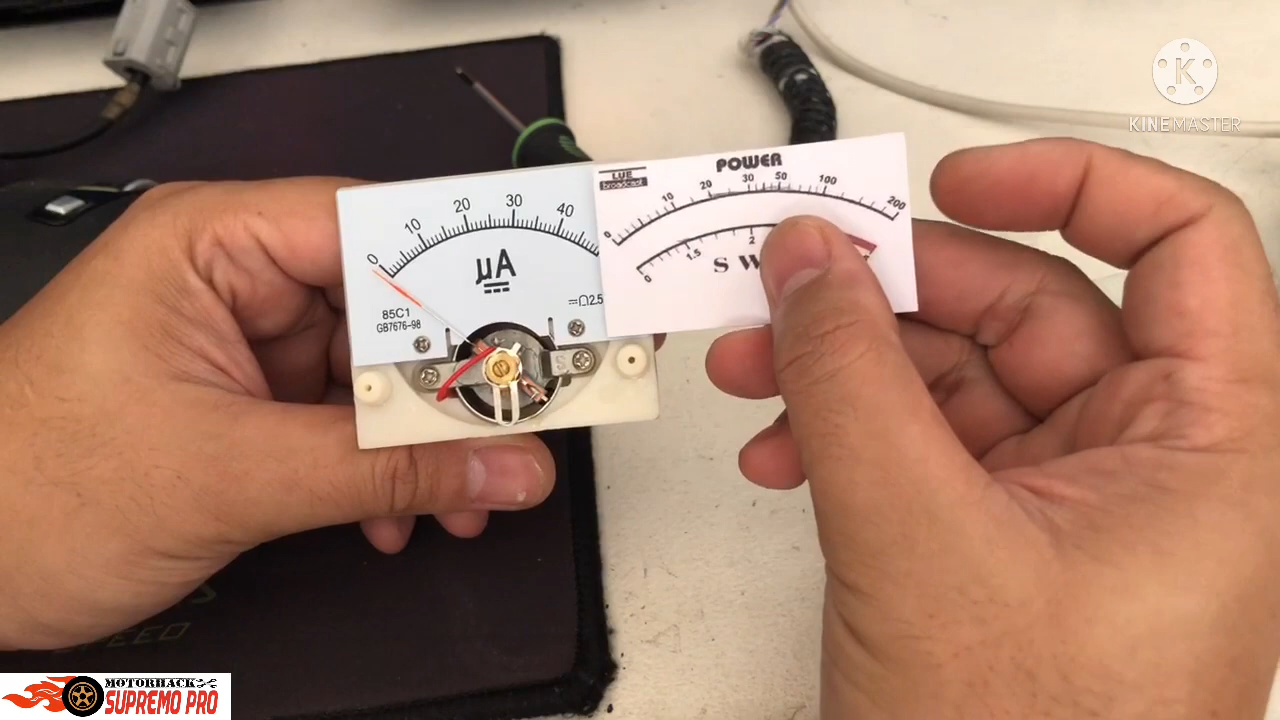 KINEMASTER
LUE
broadcast
POWER
0 10 20 30 50 100 200
0 1.5 2
S W
0 10 20 30 40
µA
85C1
GB7676-98
2.5
S
MOTORHACK
SUPREMO PRO